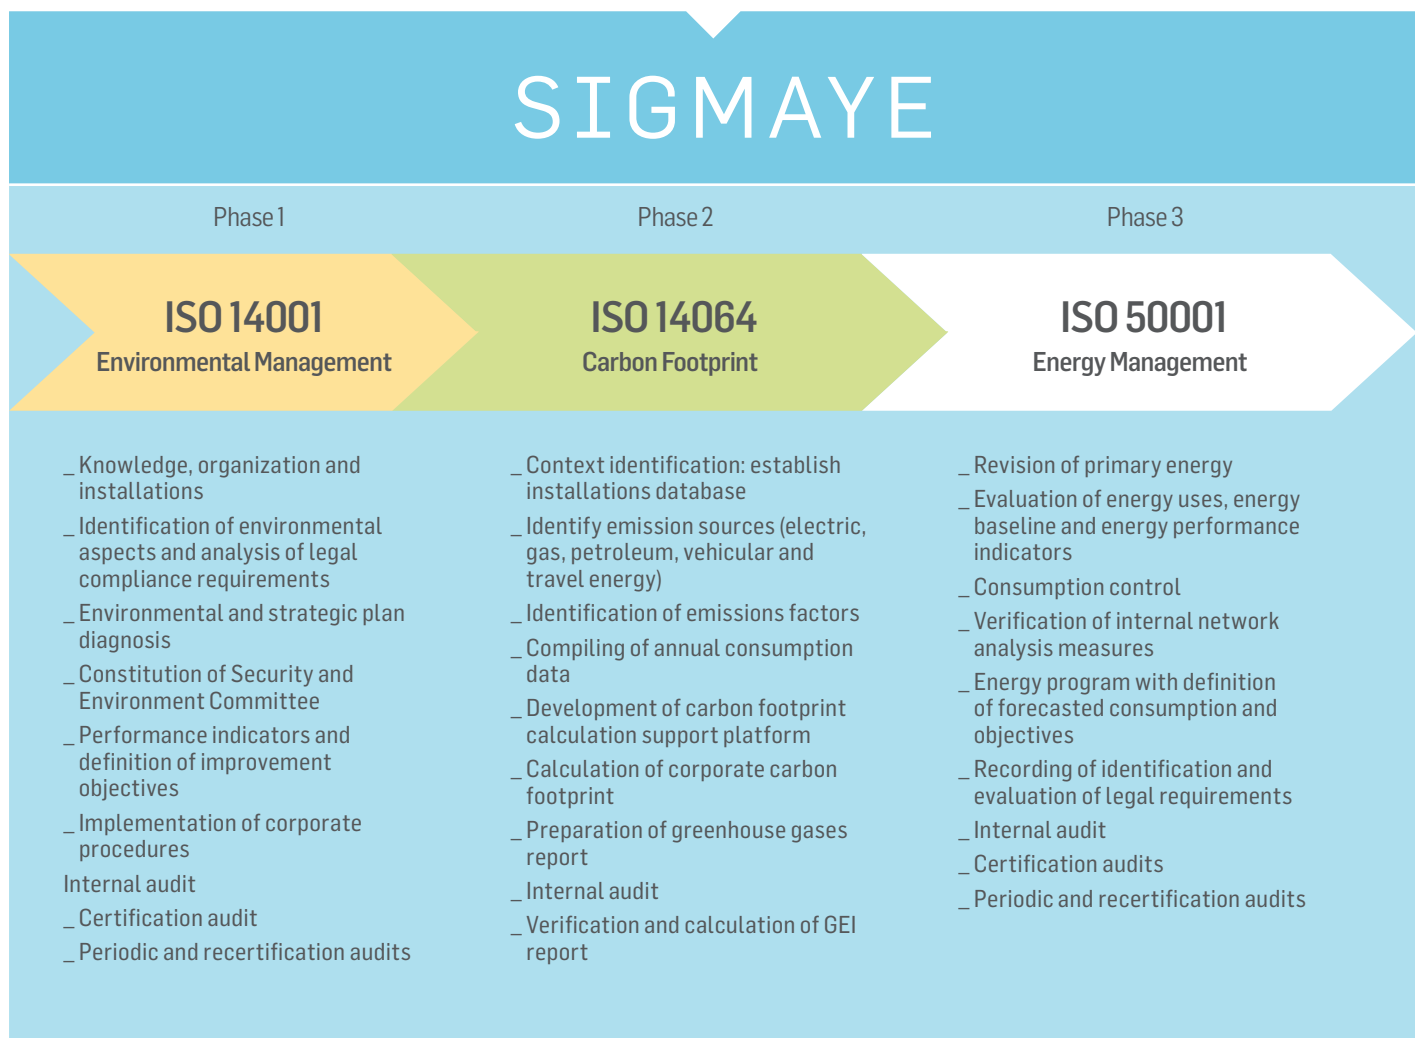 SIGMAYE
Phase 1
Phase 2
Phase 3
ISO 14001
Environmental Management
ISO 14064
Carbon Footprint
ISO 50001
Energy Management
_ Knowledge, organization and
installations
_ Identification of environmental
aspects and analysis of legal
compliance requirements
_ Environmental and strategic plan
diagnosis
_ Constitution of Security and
Environment Committee
_ Performance indicators and
definition of improvement
objectives
_ Implementation of corporate
procedures
Internal audit
_ Certification audit
_ Periodic and recertification audits
_ Context identification: establish
installations database
_ Identify emission sources (electric,
gas, petroleum, vehicular and
travel energy)
_ Identification of emissions factors
_ Compiling of annual consumption
data
_ Development of carbon footprint
calculation support platform
_ Calculation of corporate carbon
footprint
_ Preparation of greenhouse gases
report
_ Internal audit
_ Verification and calculation of GEI
report
_ Revision of primary energy
_ Evaluation of energy uses, energy
baseline and energy performance
indicators
_ Consumption control
_ Verification of internal network
analysis measures
_ Energy program with definition
of forecasted consumption and
objectives
_ Recording of identification and
evaluation of legal requirements
_ Internal audit
_ Certification audits
_ Periodic and recertification audits